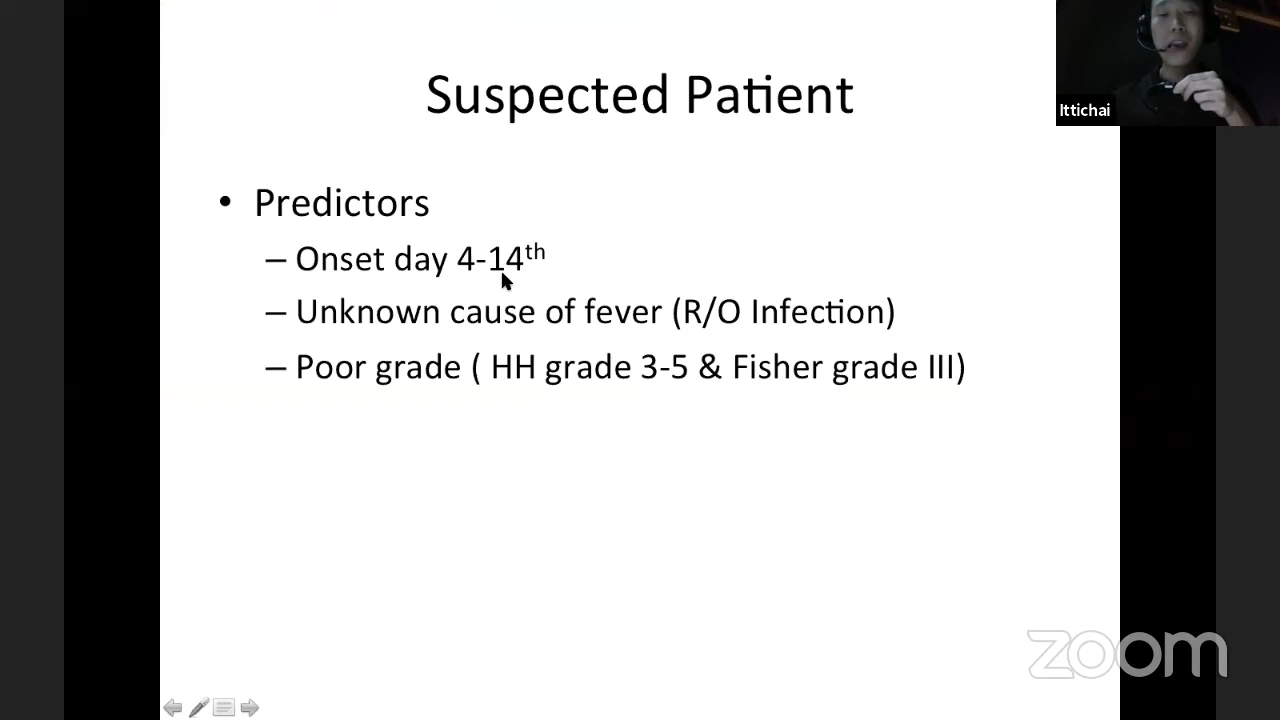 Suspected Patient
Ittichai
• Predictors
– Onset day 4-14th
– Unknown cause of fever (R/O Infection)
– Poor grade ( HH grade 3-5 & Fisher grade III)
zoom